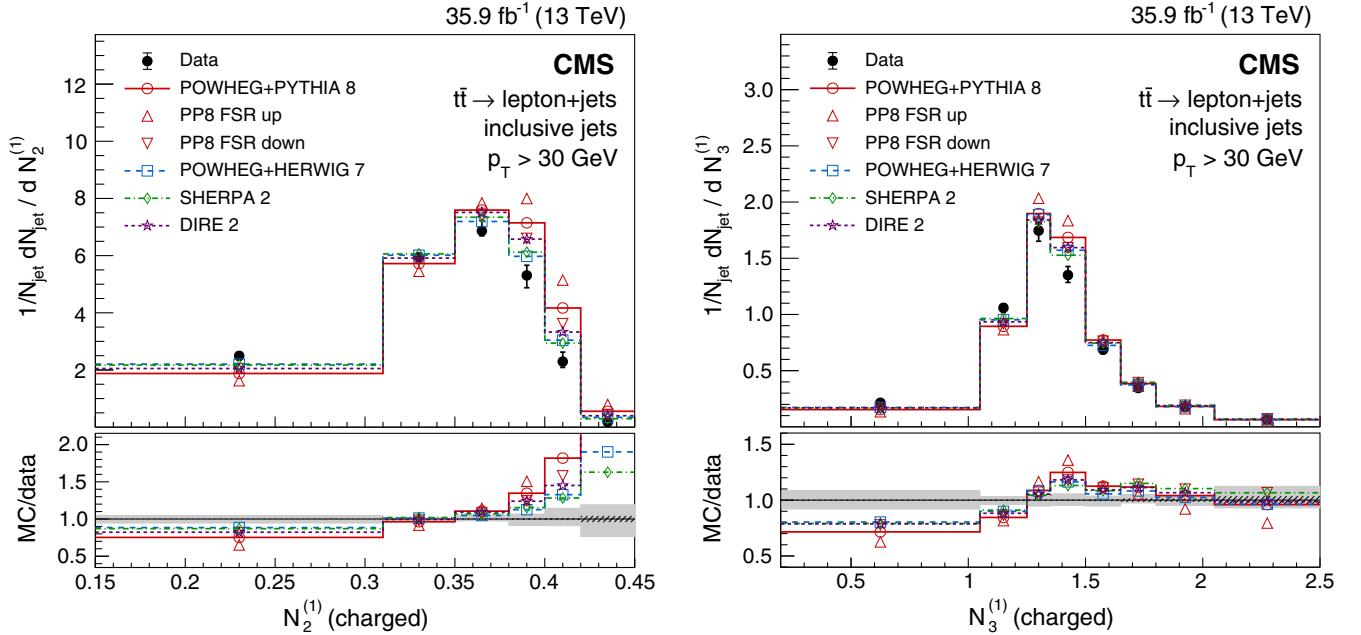 35.9 fb⁻¹ (13 TeV)
1/N_jet dN_jet / d N₂⁽¹⁾
12
10
8
6
4
2
Data
POWHEG+PYTHIA 8
PP8 FSR up
PP8 FSR down
POWHEG+HERWIG 7
SHERPA 2
DIRE 2
CMS
tt̄ → lepton+jets
inclusive jets
p_T > 30 GeV
MC/data
2.0
1.5
1.0
0.5
0.15
0.2
0.25
0.3
0.35
0.4
0.45
N₂⁽¹⁾ (charged)
35.9 fb⁻¹ (13 TeV)
1/N_jet dN_jet / d N₃⁽¹⁾
3.0
2.5
2.0
1.5
1.0
0.5
Data
POWHEG+PYTHIA 8
PP8 FSR up
PP8 FSR down
POWHEG+HERWIG 7
SHERPA 2
DIRE 2
CMS
tt̄ → lepton+jets
inclusive jets
p_T > 30 GeV
MC/data
1.5
1.0
0.5
0.5
1
1.5
2
2.5
N₃⁽¹⁾ (charged)